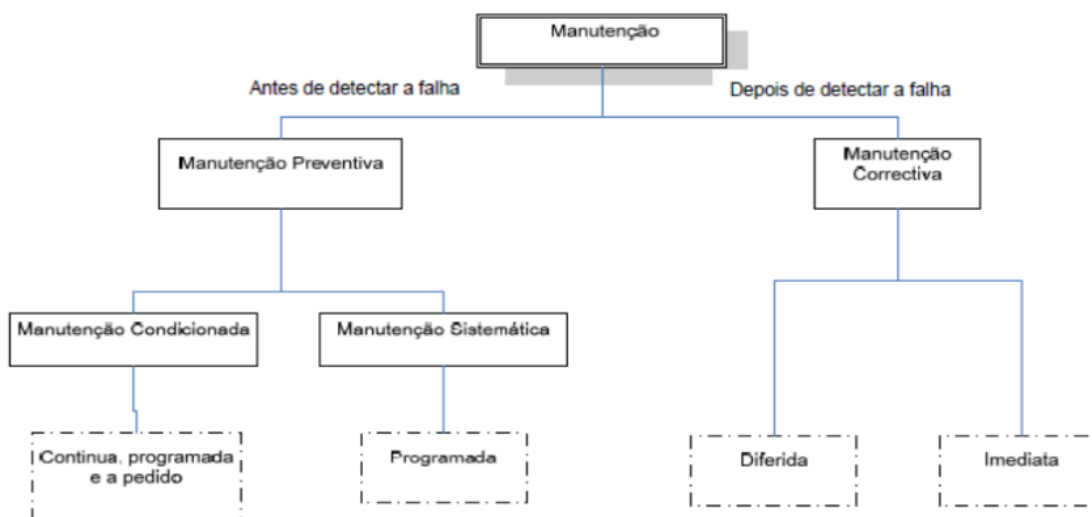 Manutenção
Antes de detectar a falha
Depois de detectar a falha
Manutenção Preventiva
Manutenção
Correctiva
Manutenção Condicionada
Manutenção Sistemática
Continua, programada
e a pedido
Programada
Diferida
Imediata